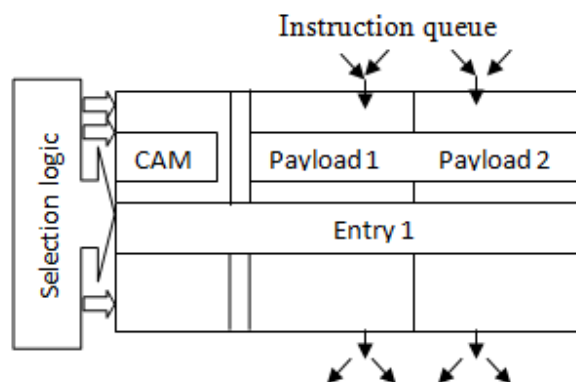 Instruction queue
Selection logic
CAM
Payload 1
Payload 2
Entry 1